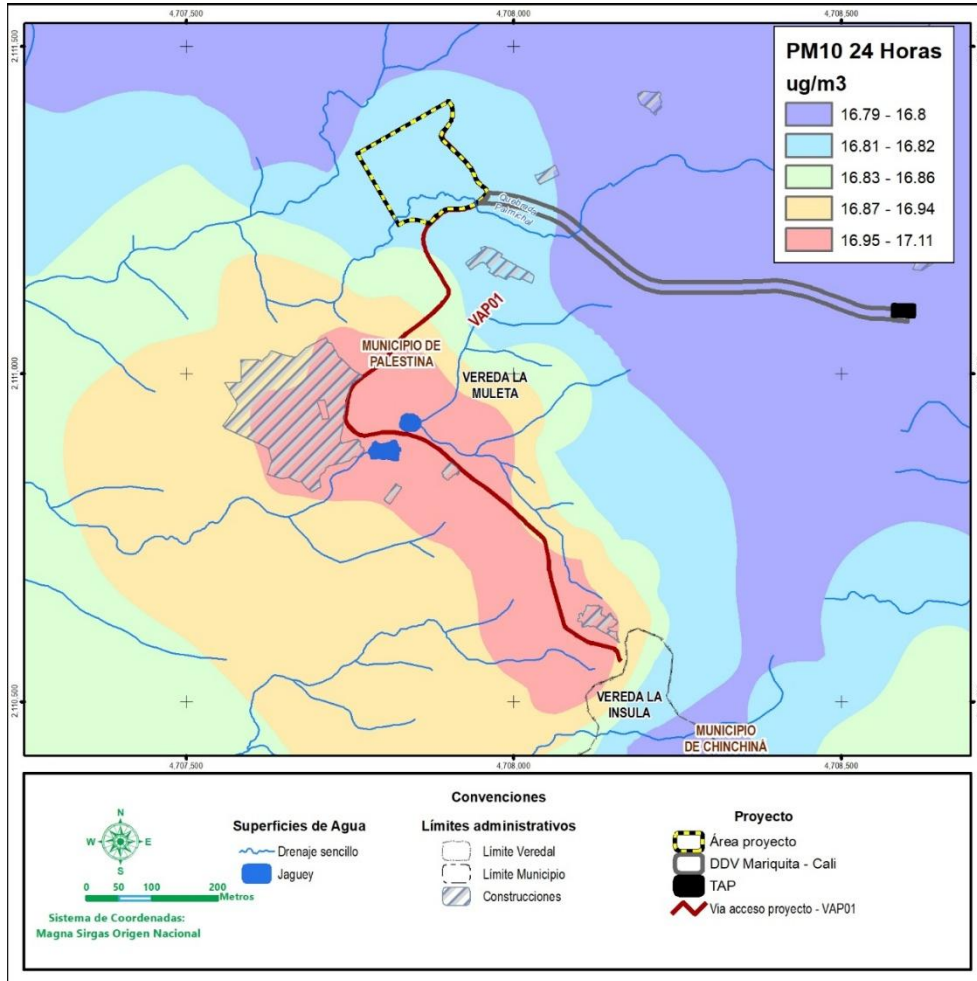 4,707.500
4,708.000
4,708.500
2.111.500
2.111.000
2.110.500
PM10 24 Horas
ug/m3
16.79 - 16.8
16.81 - 16.82
16.83 - 16.86
16.87 - 16.94
16.95 - 17.11
Quebrada
Palmichal
VAP01
MUNICIPIO DE
PALESTINA
VEREDA LA
MULETA
VEREDA LA
INSULA
MUNICIPIO
DE CHINCHINÁ
4,707.500
4,708.000
4,708.500
N
W
E
S
0 50 100 200
Metros
Sistema de Coordenadas:
Magna Sirgas Origen Nacional
Convenciones
Superficies de Agua
Drenaje sencillo
Jaguey
Límites administrativos
Limite Veredal
Limite Municipio
Construcciones
Proyecto
Área proyecto
DDV Mariquita - Cali
TAP
Via acceso proyecto - VAP01